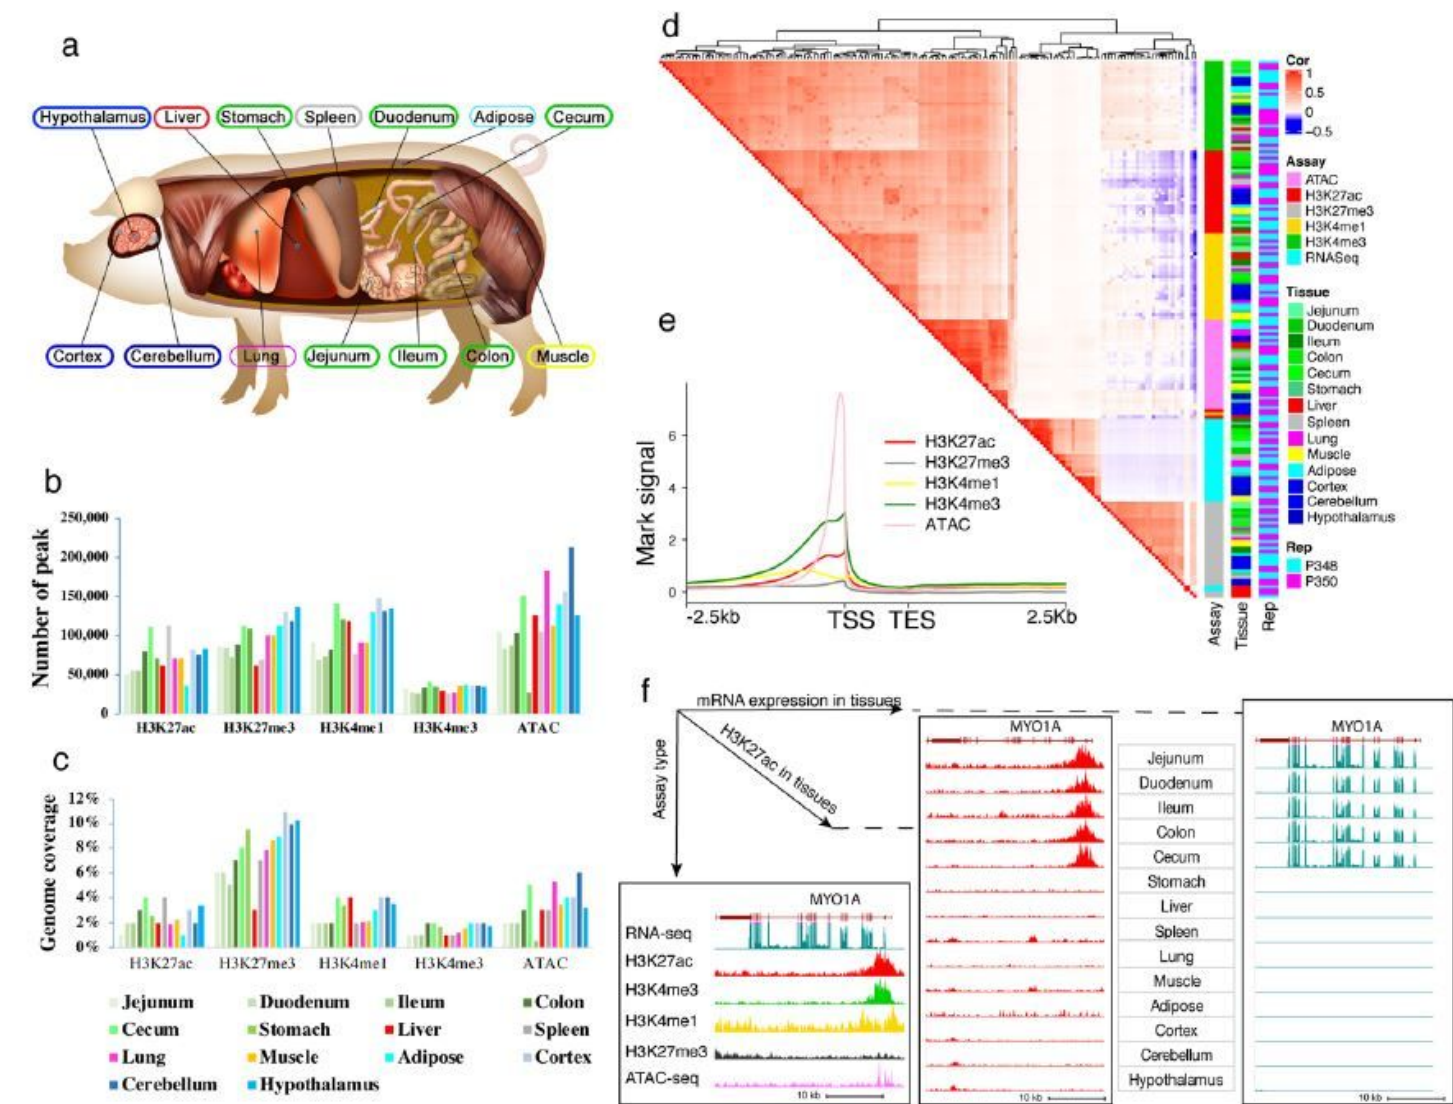 a
Hypothalamus Liver Stomach Spleen Duodenum Adipose Cecum
Cortex Cerebellum Lung Jejunum Ileum Colon Muscle
b
Number of peak
250,000
200,000
150,000
100,000
50,000
0
H3K27ac H3K27me3 H3K4me1 H3K4me3 ATAC
c
Genome coverage
12%
10%
8%
6%
4%
2%
0%
H3K27ac H3K27me3 H3K4me1 H3K4me3 ATAC
Jejunum Duodenum Ileum Colon
Cecum Stomach Liver Spleen
Lung Muscle Adipose Cortex
Cerebellum Hypothalamus
d
Cor
1
0.5
0
-0.5
Assay
ATAC
H3K27ac
H3K27me3
H3K4me1
H3K4me3
RNASeq
Tissue
Jejunum
Duodenum
Ileum
Colon
Cecum
Stomach
Liver
Spleen
Lung
Muscle
Adipose
Cortex
Cerebellum
Hypothalamus
Rep
P348
P350
Assay
Tissue
Rep
e
Mark signal
6
4
2
0
-2.5kb TSS TES 2.5Kb
H3K27ac
H3K27me3
H3K4me1
H3K4me3
ATAC
f
mRNA expression in tissues
H3K27ac in tissues
Assay type
MYO1A
RNA-seq
H3K27ac
H3K4me3
H3K4me1
H3K27me3
ATAC-seq
10 kb
MYO1A
10 kb
Jejunum
Duodenum
Ileum
Colon
Cecum
Stomach
Liver
Spleen
Lung
Muscle
Adipose
Cortex
Cerebellum
Hypothalamus
MYO1A
10 kb